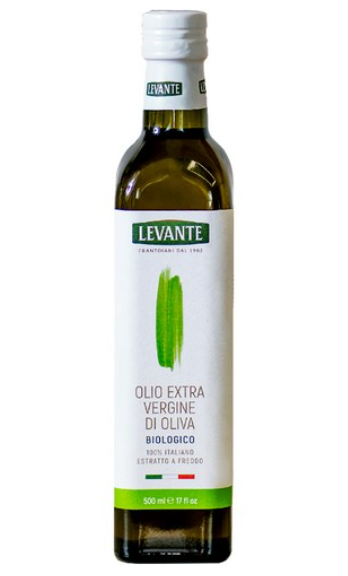 LEVANTE
LEVANTE
FRANTOIANI DAL 1902
OLIO EXTRA
VERGINE
DI OLIVA
BIOLOGICO
100% ITALIANO
ESTRATTO A FREDDO
500 ml ℮ 17 fl oz